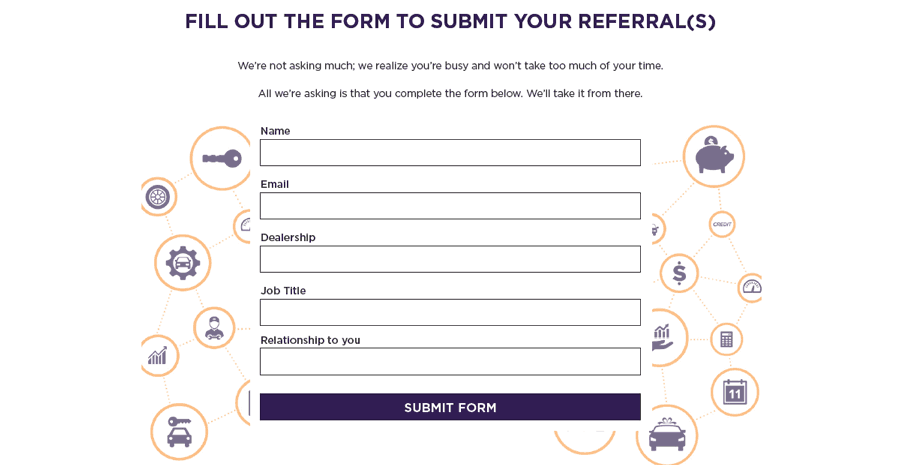 FILL OUT THE FORM TO SUBMIT YOUR REFERRAL(S)
We're not asking much; we realize you're busy and won't take too much of your time.
All we're asking is that you complete the form below. We'll take it from there.
Name
Email
CREDIT
Dealership
$
Job Title
Relationship to you
11
SUBMIT FORM